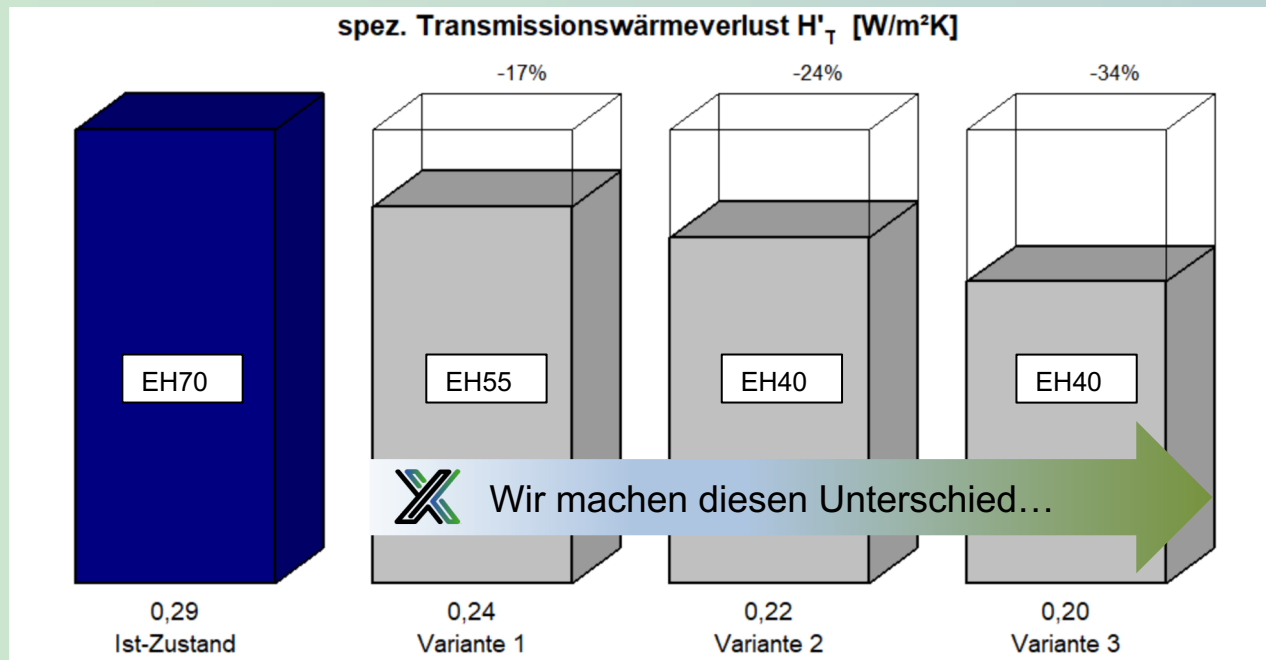 spez. Transmissionswärmeverlust H'T [W/m²K]
-17%
-24%
-34%
EH70
EH55
EH40
EH40
Wir machen diesen Unterschied…
0,29
0,24
0,22
0,20
Ist-Zustand
Variante 1
Variante 2
Variante 3